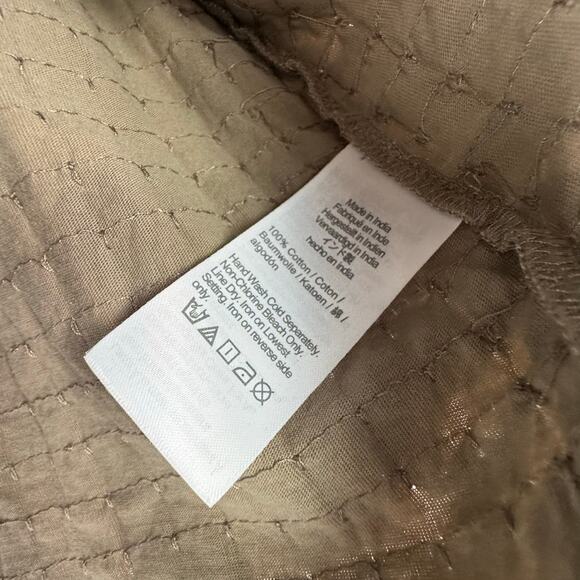 Made in India
Fabriqué en Inde
Hergestellt in Indien
Vervaardigd in India
インド製
hecho en india
100% Cotton / Coton /
Baumwolle / Katoen / 綿 /
algodón
Hand Wash Cold Separately.
Non-Chlorine Bleach Only.
Line Dry. Iron on Lowest
Setting. Iron on reverse side
only.